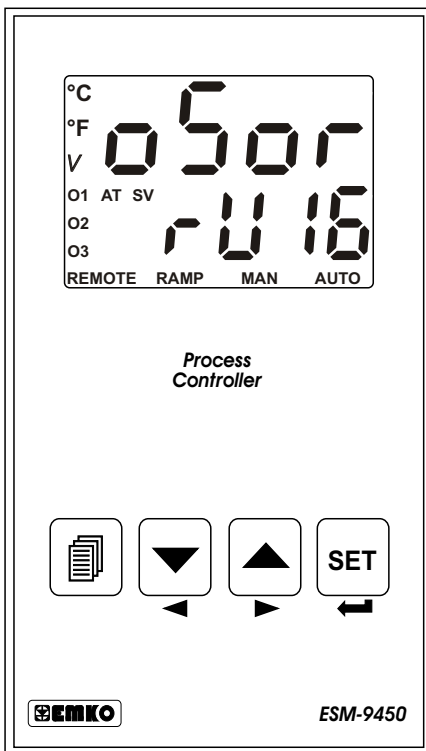 °C
°F
V
oSor
O1 AT SV
O2
O3
rU16
REMOTE RAMP MAN AUTO
Process
Controller
SET
EMKO
ESM-9450